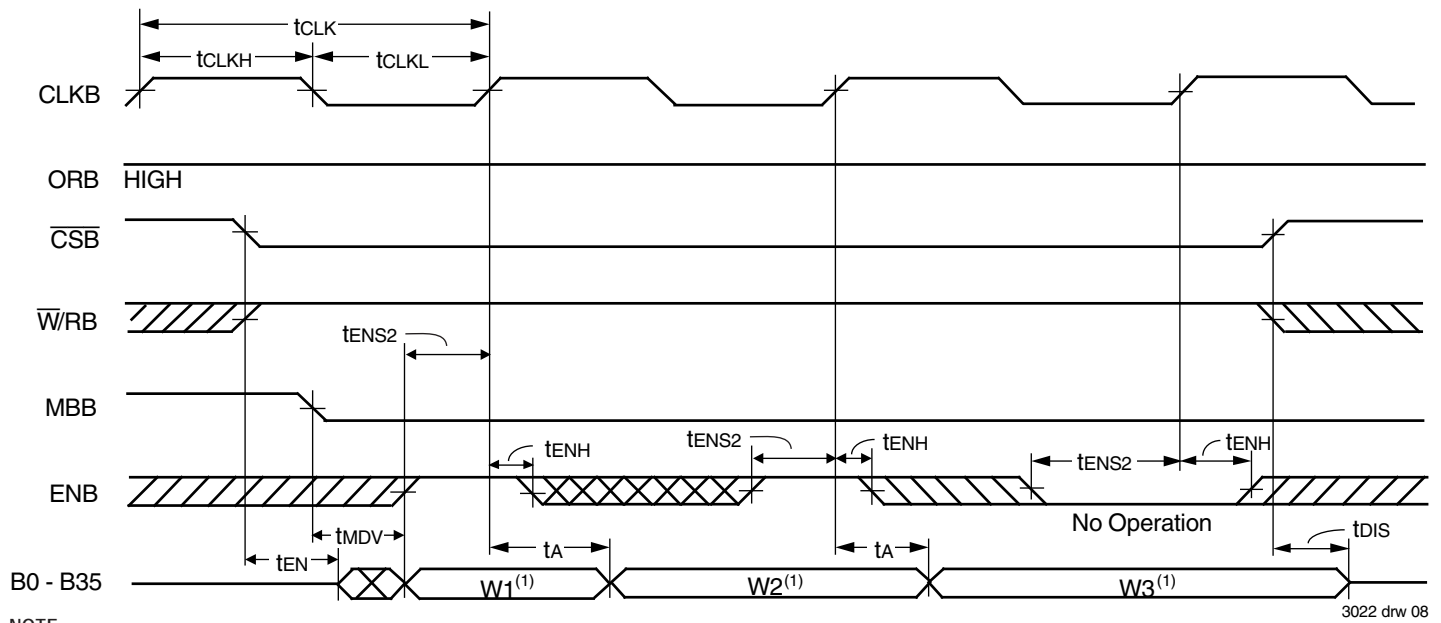 tCLK
tCLKH
tCLKL
CLKB
ORB HIGH
CSB
W/RB
tENS2
MBB
tENH
tENS2
tENH
tENS2
tENH
ENB
No Operation
tMDV
tEN
tA
tA
tDIS
B0 - B35
W1(1)
W2(1)
W3(1)
3022 drw 08